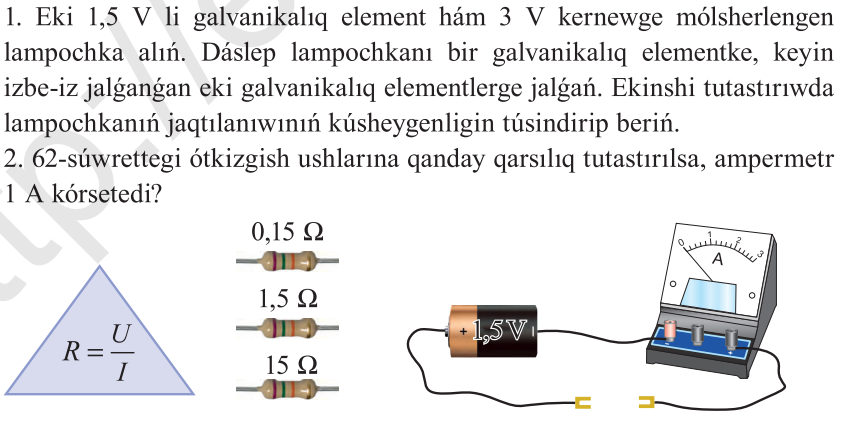 1. Eki 1,5 V li galvanikalıq element hám 3 V kernewge mólsherlengen
lampochka alıń. Dáslep lampochkanı bir galvanikalıq elementke, keyin
izbe-iz jalǵanǵan eki galvanikalıq elementlerge jalǵań. Ekinshi tutastırıwda
lampochkanıń jaqtılanıwınıń kúsheygenligin túsindirip beriń.
2. 62-súwrettegi ótkizgish ushlarına qanday qarsılıq tutastırılsa, ampermetr
1 A kórsetedi?
0,15 Ω
1,5 Ω
15 Ω
R = U / I
+ 1,5 V -
0 1 2 3
A